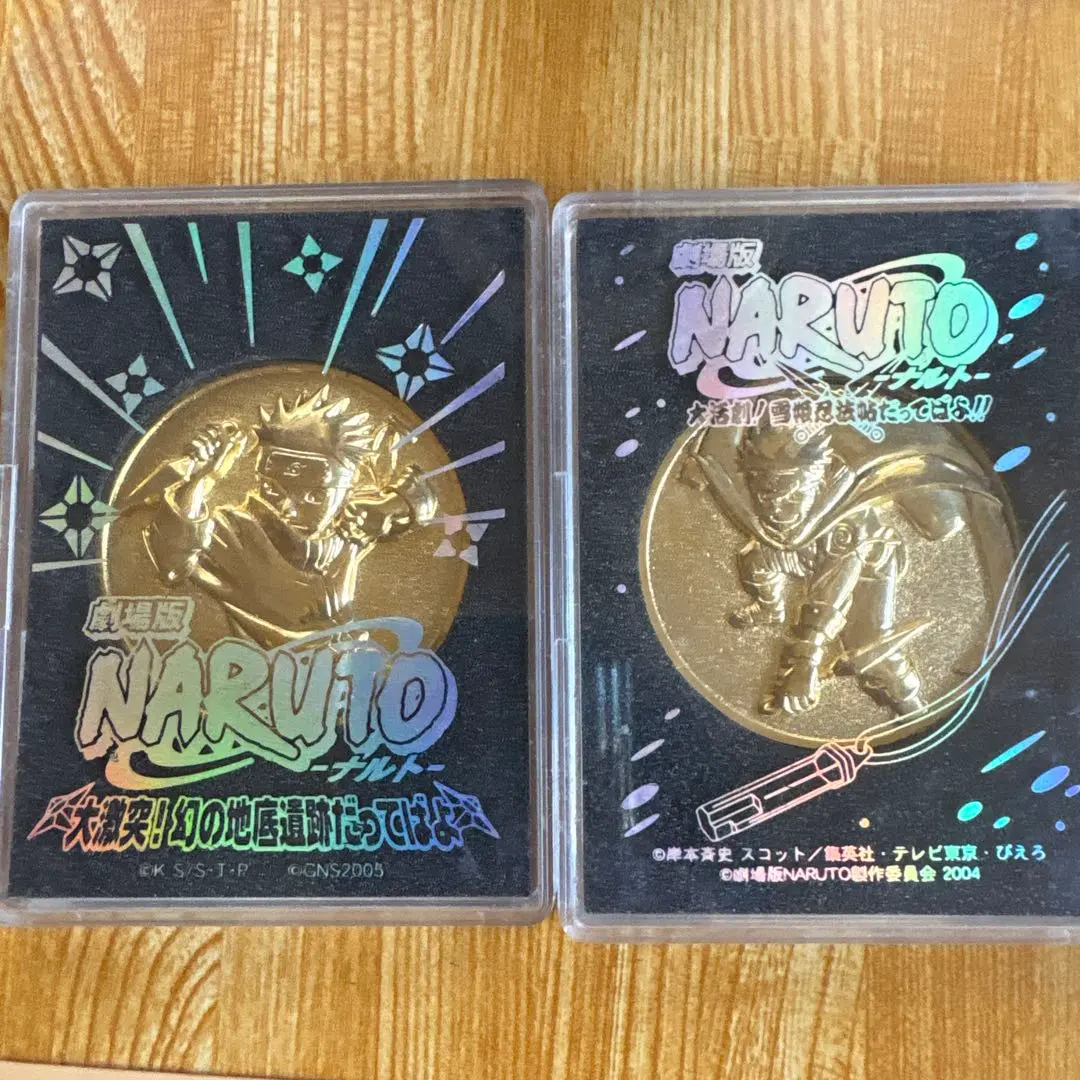 劇場版
NARUTO
-ナルト-
大激突!幻の地底遺跡だってばよ
©K S/S・T・P ©GNS2005
劇場版
NARUTO
-ナルト-
大活劇!雪姫忍法帖だってばよ!!
©岸本斉史 スコット/集英社・テレビ東京・ぴえろ
©劇場版NARUTO製作委員会 2004